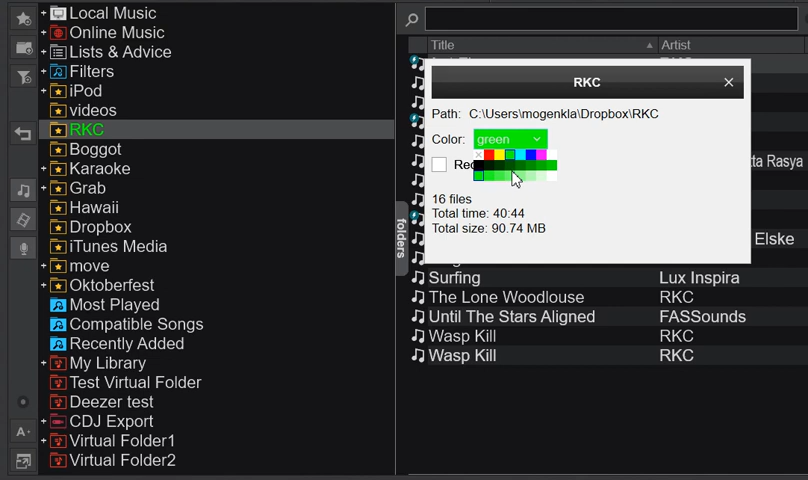 Local Music
Online Music
Lists & Advice
Filters
iPod
videos
RKC
Boggot
Karaoke
Grab
Hawaii
Dropbox
iTunes Media
move
Oktoberfest
Most Played
Compatible Songs
Recently Added
My Library
Test Virtual Folder
Deezer test
CDJ Export
Virtual Folder1
Virtual Folder2
A+
folders
Title Artist
RKC
Path: C:\Users\mogenkla\Dropbox\RKC
Color: green
Rec
16 files
Total time: 40:44
Total size: 90.74 MB
ta Rasya
Elske
Surfing Lux Inspira
The Lone Woodlouse RKC
Until The Stars Aligned FASSounds
Wasp Kill RKC
Wasp Kill RKC